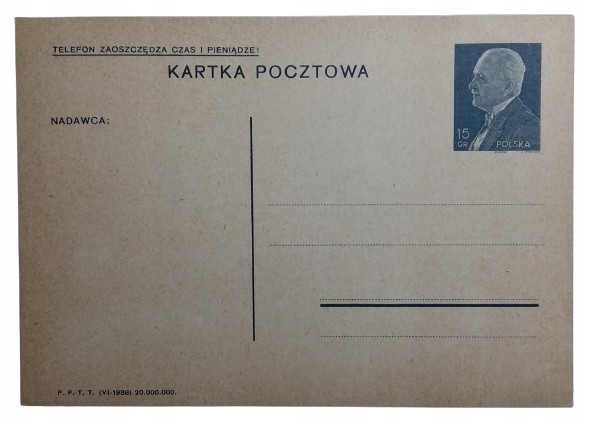 TELEFON ZAOSZCZĘDZA CZAS I PIENIĄDZE!
KARTKA POCZTOWA
NADAWCA:
15
GR
POLSKA
P. P. T. T. (VI-1938) 20.000.000.